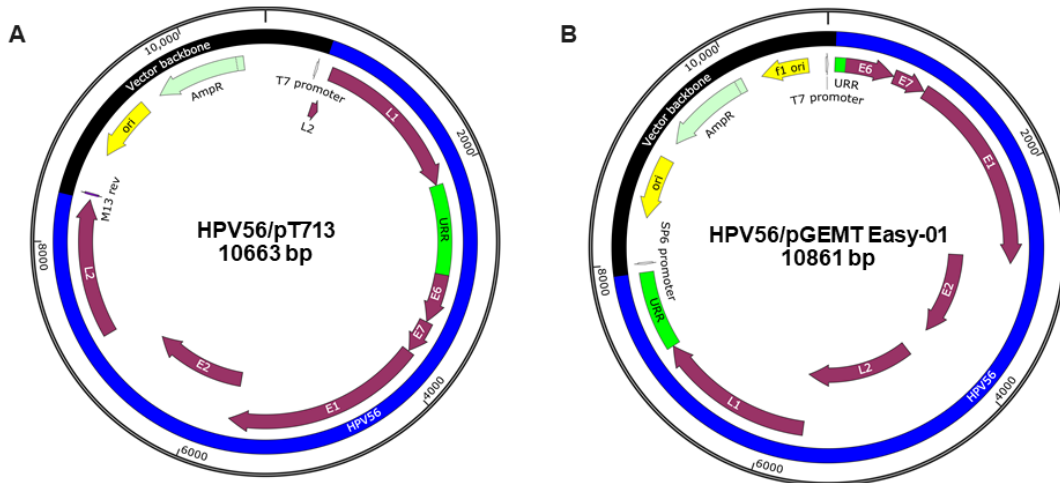 A
10,000
Vector backbone
AmpR
T7 promoter
L2
L1
2000
ori
M13 rev
URR
HPV56/pT713
10663 bp
8000
L2
E6
E7
E2
E1
4000
HPV56
6000
B
10,000
f1 ori
URR
E6
E7
T7 promoter
Vector backbone
AmpR
2000
E1
ori
SP6 promoter
HPV56/pGEMT Easy-01
10861 bp
8000
URR
E2
L2
L1
HPV56
4000
6000